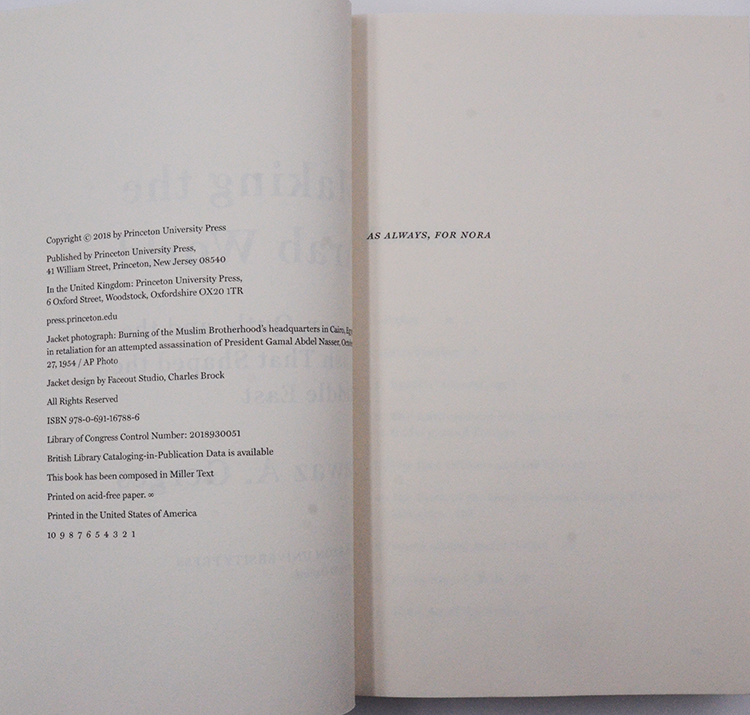 Copyright © 2018 by Princeton University Press
Published by Princeton University Press,
41 William Street, Princeton, New Jersey 08540
In the United Kingdom: Princeton University Press,
6 Oxford Street, Woodstock, Oxfordshire OX20 1TR
press.princeton.edu
Jacket photograph: Burning of the Muslim Brotherhood's headquarters in Cairo,
in retaliation for an attempted assassination of President Gamal Abdel Nasser,
27, 1954 / AP Photo
Jacket design by Faceout Studio, Charles Brock
All Rights Reserved
ISBN 978-0-691-16788-6
Library of Congress Control Number: 2018930051
British Library Cataloging-in-Publication Data is available
This book has been composed in Miller Text
Printed on acid-free paper. ∞
Printed in the United States of America
10 9 8 7 6 5 4 3 2 1
AS ALWAYS, FOR NORA